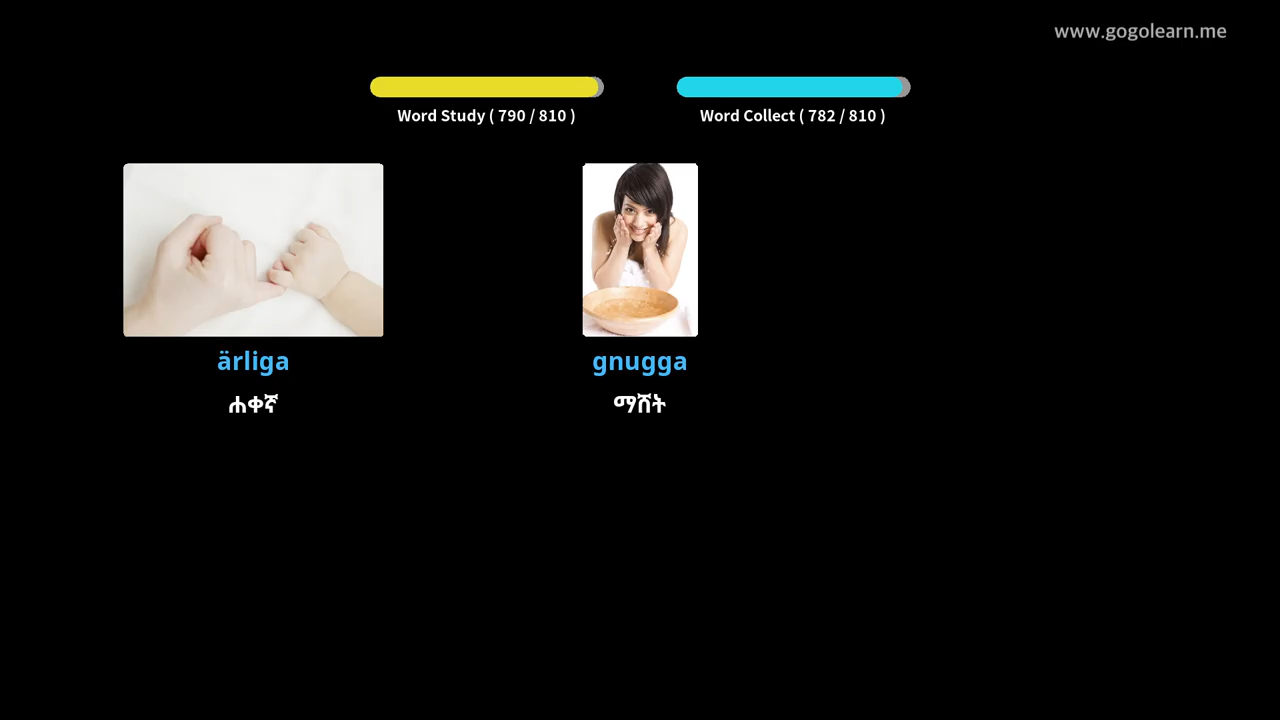 www.gogolearn.me
Word Study ( 790 / 810 )
Word Collect ( 782 / 810 )
ärliga
gnugga
ሐቀኛ
ማሸት